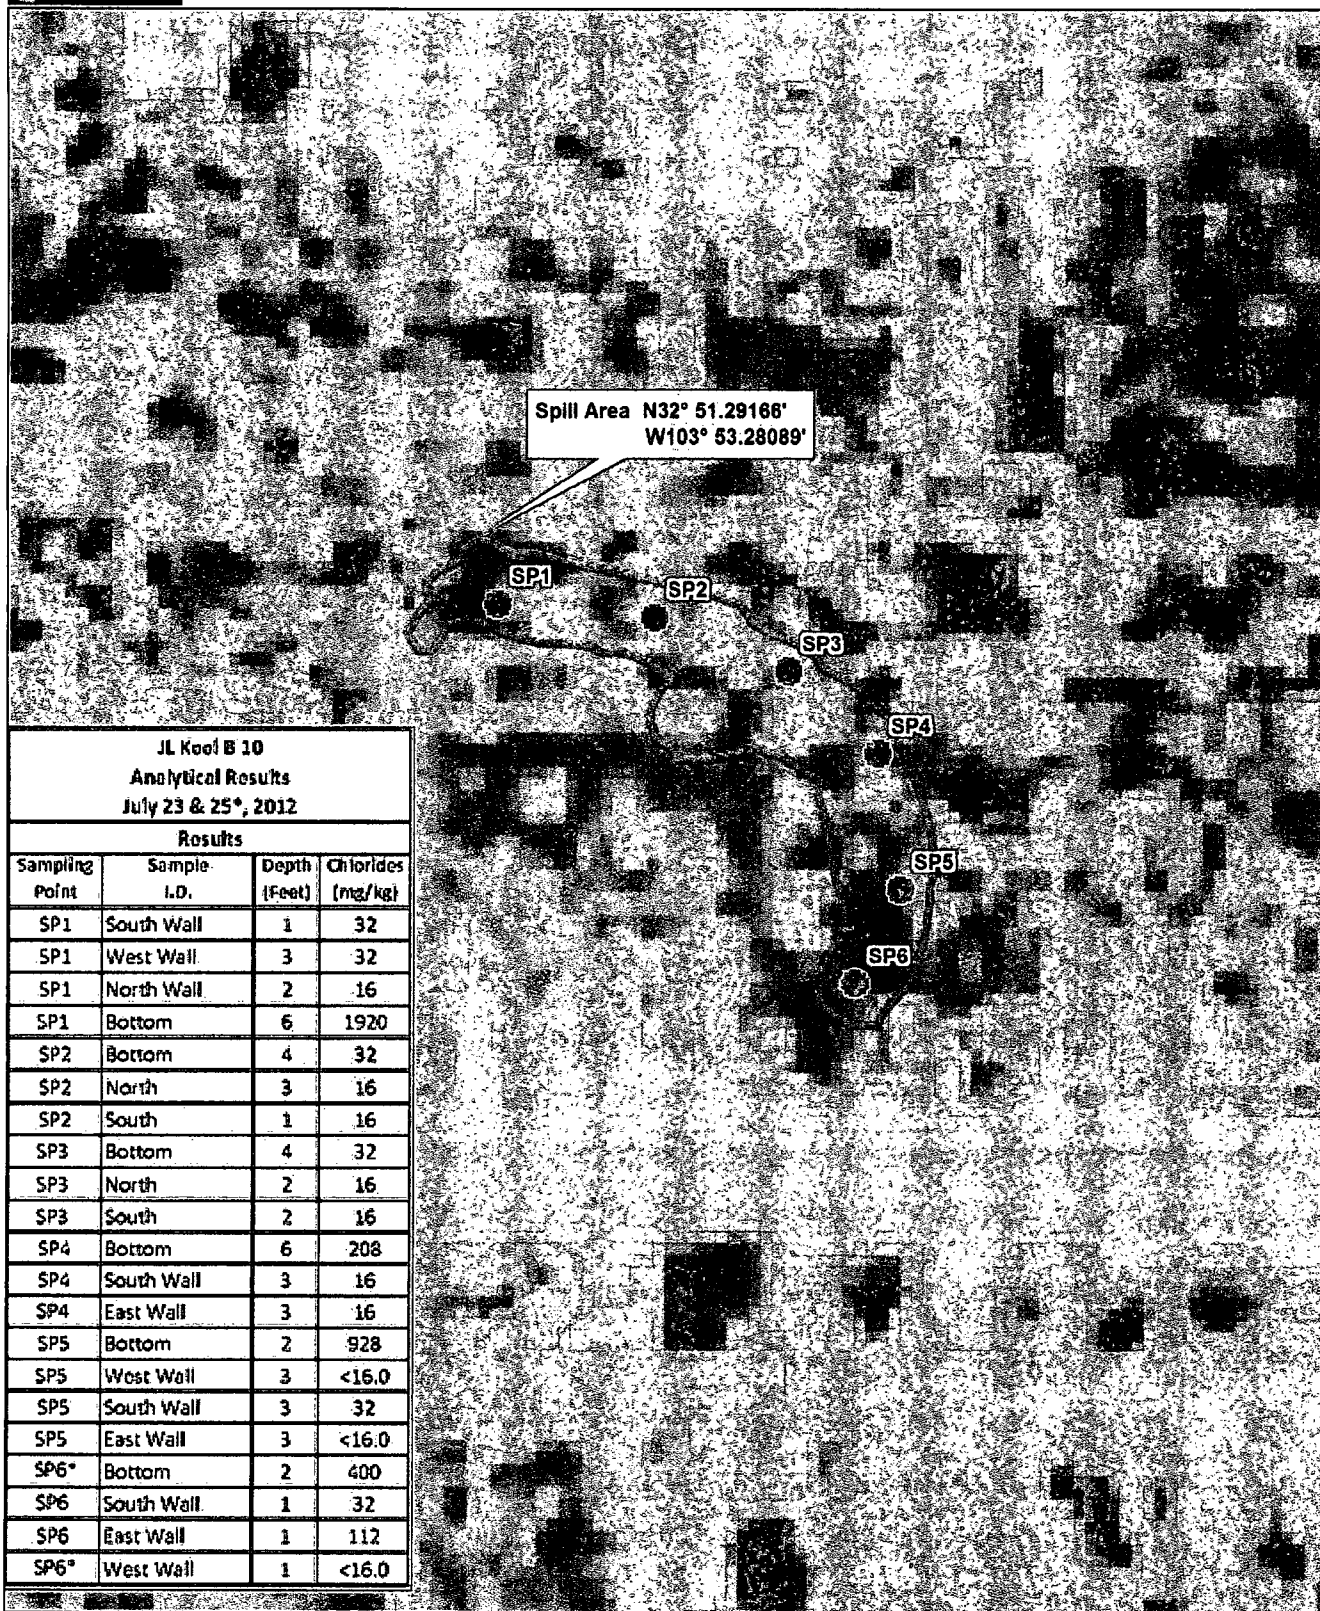 Spill Area N32° 51.29166'
W103° 53.28089'
SP1
SP2
SP3
SP4
SP5
SP6
JL Keel B 10
Analytical Results
July 23 & 25*, 2012
Results
Sampling Point Sample I.D. Depth (Feet) Chlorides (mg/kg)
SP1 South Wall 1 32
SP1 West Wall 3 32
SP1 North Wall 2 16
SP1 Bottom 6 1920
SP2 Bottom 4 32
SP2 North 3 16
SP2 South 1 16
SP3 Bottom 4 32
SP3 North 2 16
SP3 South 2 16
SP4 Bottom 6 208
SP4 South Wall 3 16
SP4 East Wall 3 16
SP5 Bottom 2 928
SP5 West Wall 3 <16.0
SP5 South Wall 3 32
SP5 East Wall 3 <16.0
SP6* Bottom 2 400
SP6 South Wall 1 32
SP6 East Wall 1 112
SP6* West Wall 1 <16.0